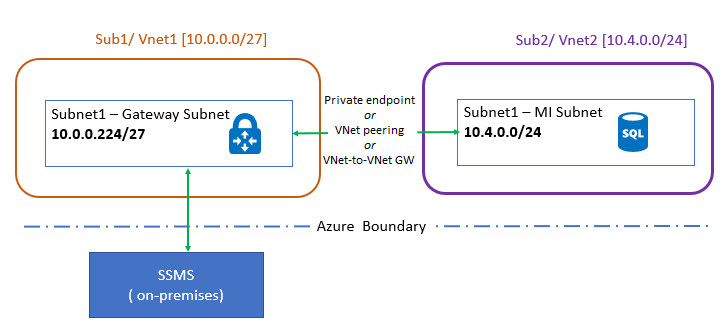 Sub1/ Vnet1 [10.0.0.0/27]
Sub2/ Vnet2 [10.4.0.0/24]
Subnet1 – Gateway Subnet
10.0.0.224/27
Private endpoint
or
VNet peering
or
VNet-to-VNet GW
Subnet1 – MI Subnet
10.4.0.0/24
SQL
Azure Boundary
SSMS
( on-premises)